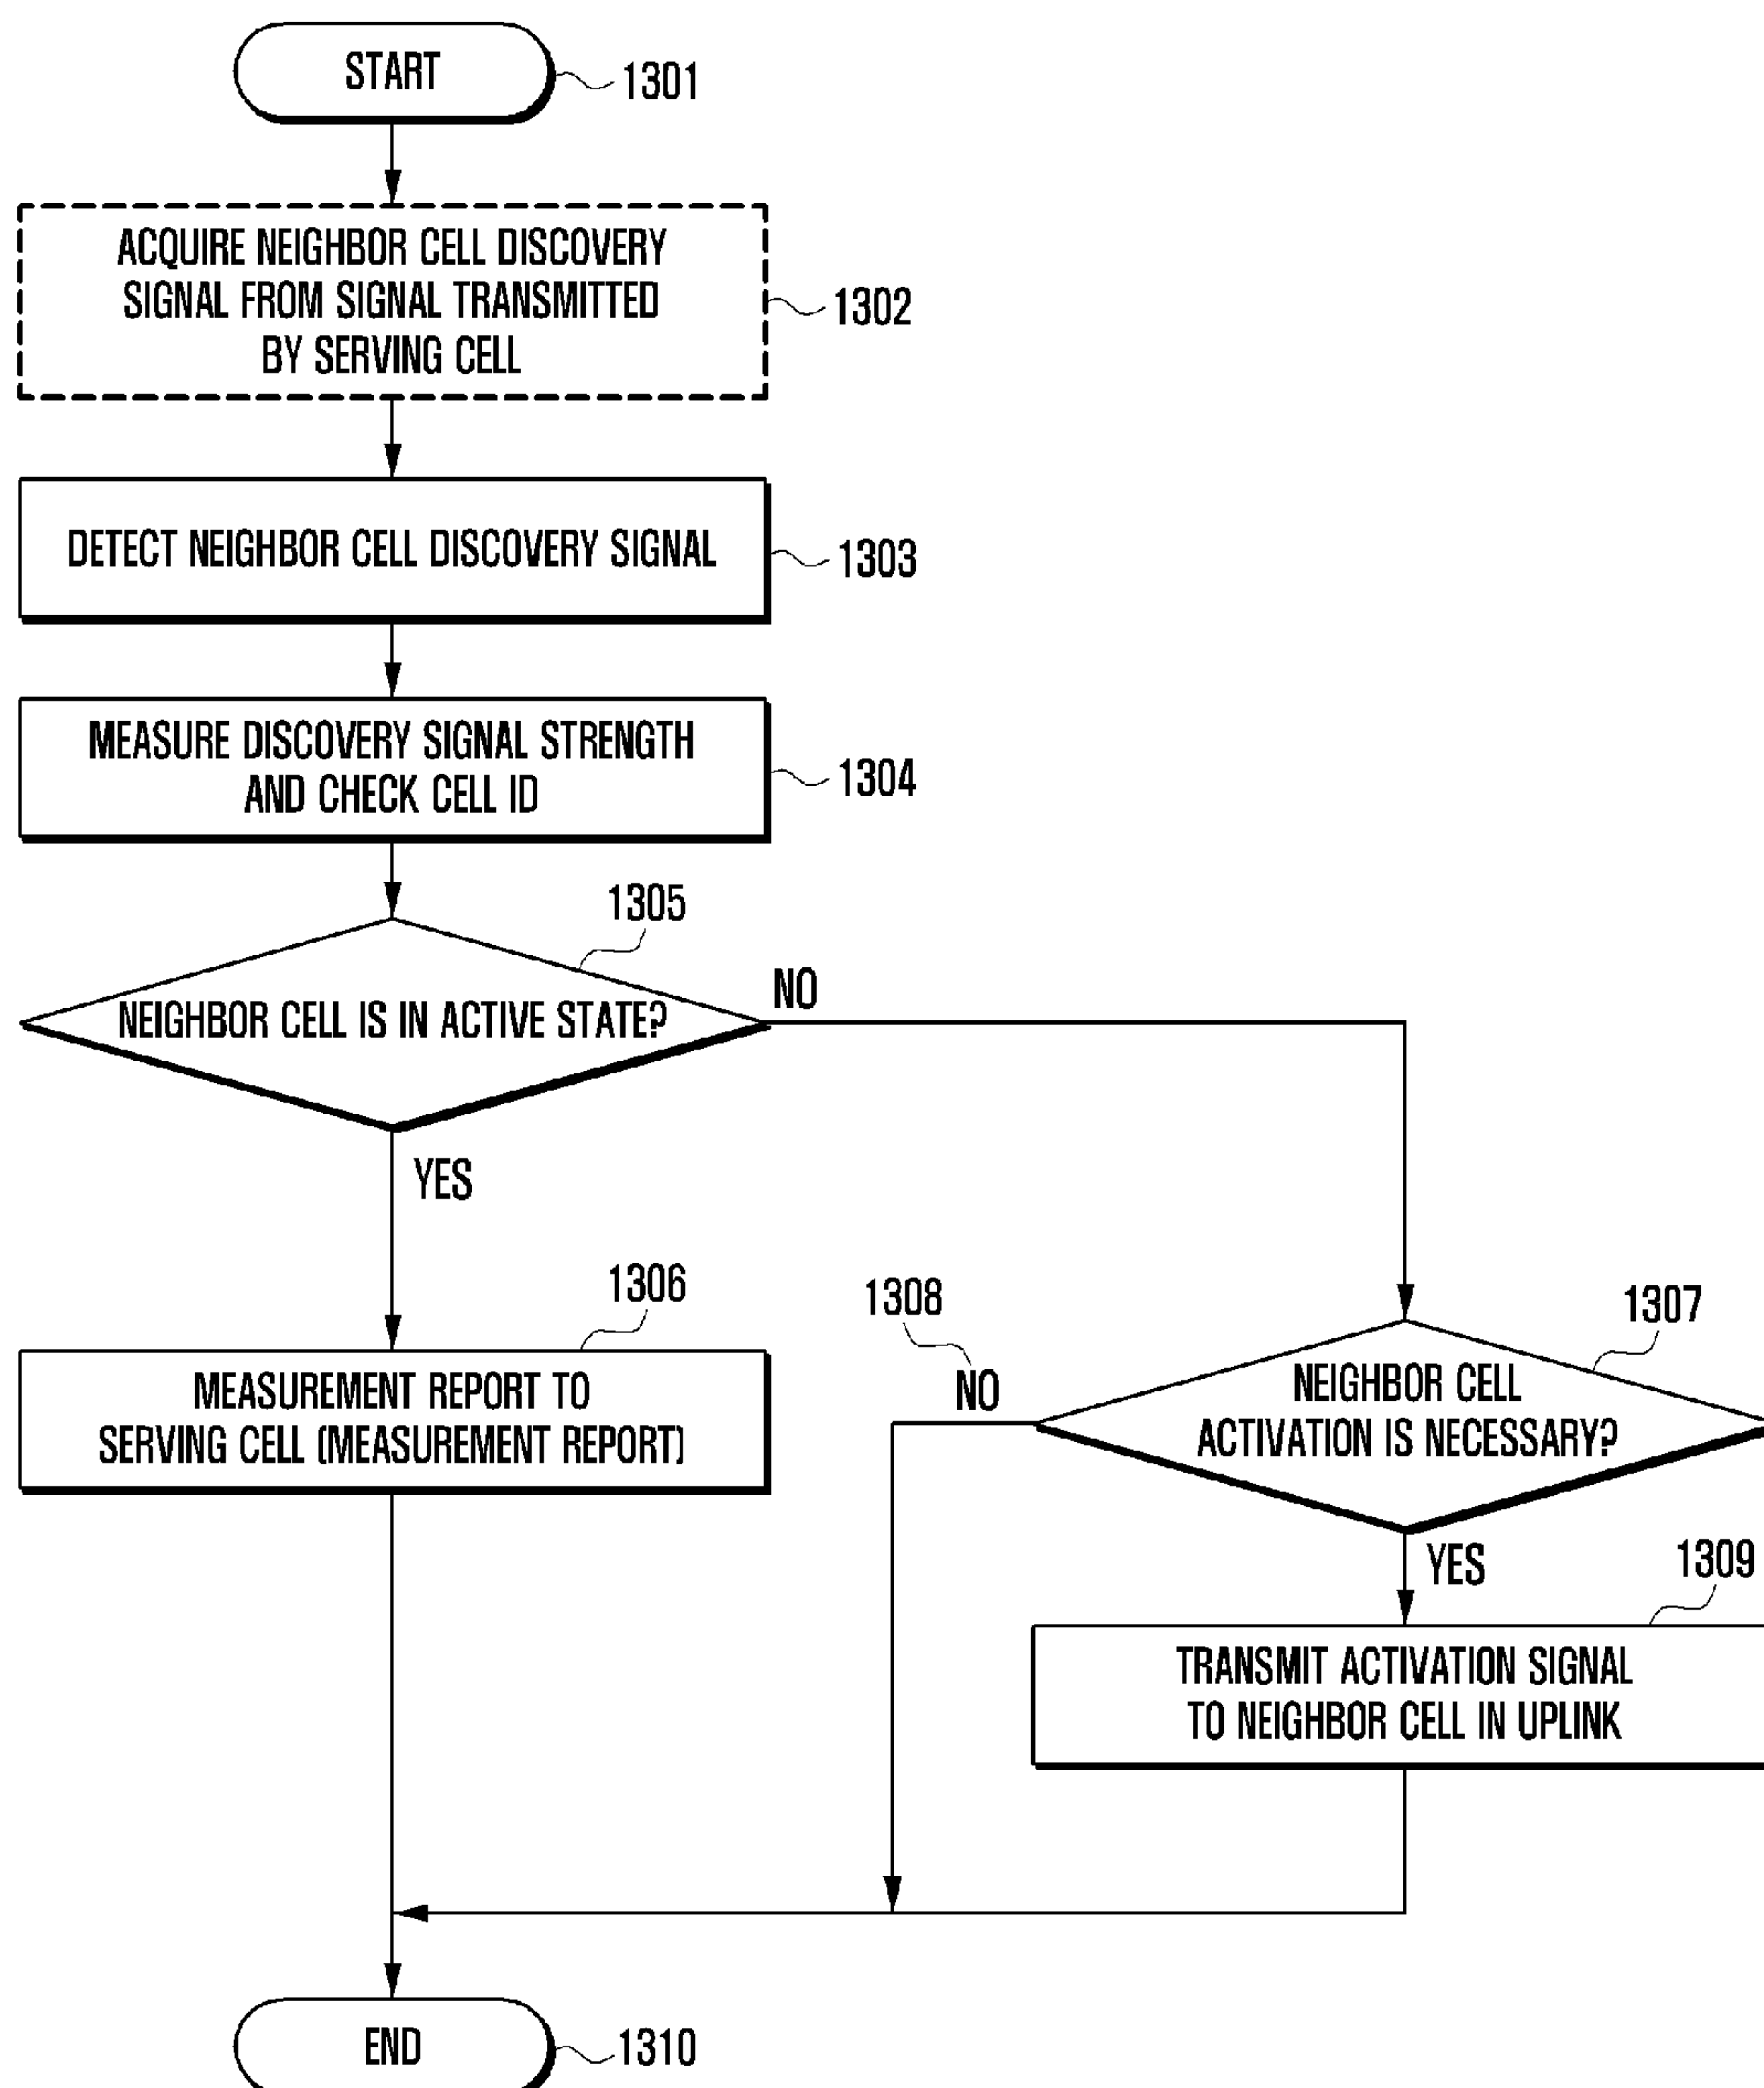 START
1301
ACQUIRE NEIGHBOR CELL DISCOVERY
SIGNAL FROM SIGNAL TRANSMITTED
BY SERVING CELL
1302
DETECT NEIGHBOR CELL DISCOVERY SIGNAL
1303
MEASURE DISCOVERY SIGNAL STRENGTH
AND CHECK CELL ID
1304
1305
NEIGHBOR CELL IS IN ACTIVE STATE?
NO
YES
1306
MEASUREMENT REPORT TO
SERVING CELL (MEASUREMENT REPORT)
1308
NO
1307
NEIGHBOR CELL
ACTIVATION IS NECESSARY?
YES
1309
TRANSMIT ACTIVATION SIGNAL
TO NEIGHBOR CELL IN UPLINK
END
1310